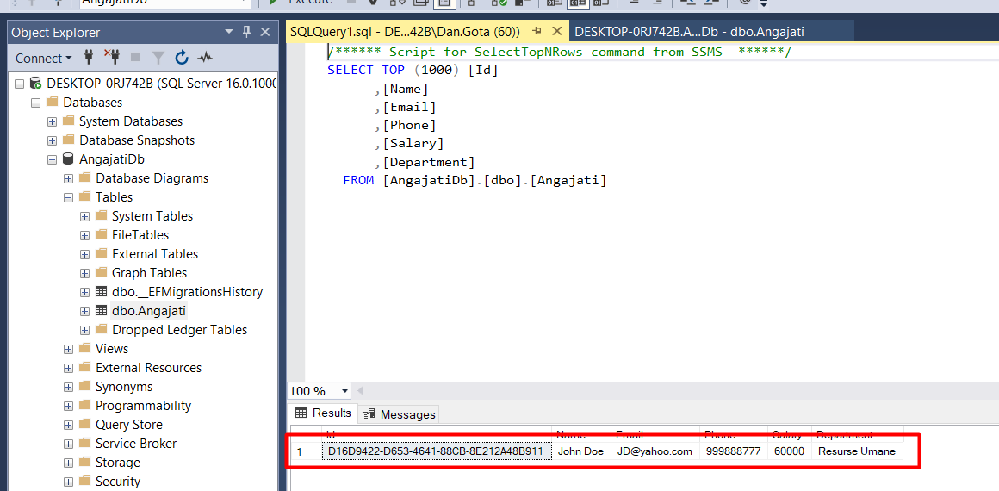 AngajatiDb
Execute
Object Explorer
Connect
DESKTOP-0RJ742B (SQL Server 16.0.1000
Databases
System Databases
Database Snapshots
AngajatiDb
Database Diagrams
Tables
System Tables
FileTables
External Tables
Graph Tables
dbo.__EFMigrationsHistory
dbo.Angajati
Dropped Ledger Tables
Views
External Resources
Synonyms
Programmability
Query Store
Service Broker
Storage
Security
SQLQuery1.sql - DE...42B\Dan.Gota (60))
DESKTOP-0RJ742B.A...Db - dbo.Angajati
/****** Script for SelectTopNRows command from SSMS  ******/
SELECT TOP (1000) [Id]
,[Name]
,[Email]
,[Phone]
,[Salary]
,[Department]
FROM [AngajatiDb].[dbo].[Angajati]
100 %
Results
Messages
Id Name Email Phone Salary Department
1 D16D9422-D653-4641-88CB-8E212A48B911 John Doe JD@yahoo.com 999888777 60000 Resurse Umane